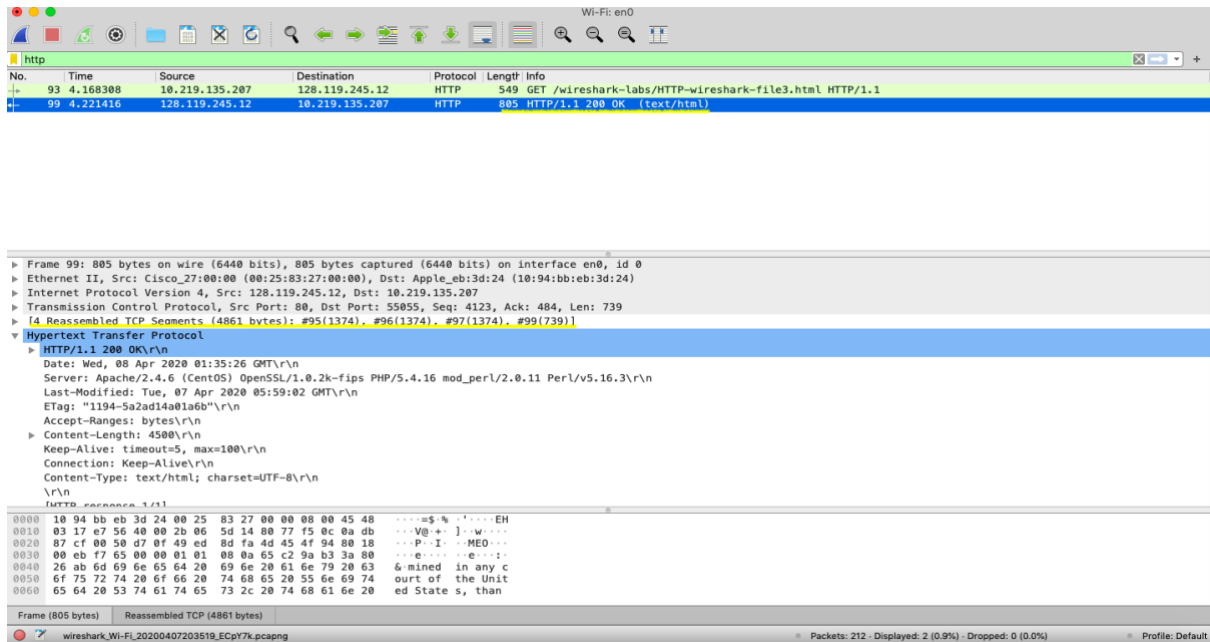 Wi-Fi: en0
http
No. Time Source Destination Protocol Length Info
93 4.168308 10.219.135.207 128.119.245.12 HTTP 549 GET /wireshark-labs/HTTP-wireshark-file3.html HTTP/1.1
99 4.221416 128.119.245.12 10.219.135.207 HTTP 805 HTTP/1.1 200 OK (text/html)
Frame 99: 805 bytes on wire (6440 bits), 805 bytes captured (6440 bits) on interface en0, id 0
Ethernet II, Src: Cisco_27:00:00 (00:25:83:27:00:00), Dst: Apple_eb:3d:24 (10:94:bb:eb:3d:24)
Internet Protocol Version 4, Src: 128.119.245.12, Dst: 10.219.135.207
Transmission Control Protocol, Src Port: 80, Dst Port: 55055, Seq: 4123, Ack: 484, Len: 739
[4 Reassembled TCP Segments (4861 bytes): #95(1374), #96(1374), #97(1374), #99(739)]
Hypertext Transfer Protocol
HTTP/1.1 200 OK\r\n
Date: Wed, 08 Apr 2020 01:35:26 GMT\r\n
Server: Apache/2.4.6 (CentOS) OpenSSL/1.0.2k-fips PHP/5.4.16 mod_perl/2.0.11 Perl/v5.16.3\r\n
Last-Modified: Tue, 07 Apr 2020 05:59:02 GMT\r\n
ETag: "1194-5a2ad14a01a6b"\r\n
Accept-Ranges: bytes\r\n
Content-Length: 4500\r\n
Keep-Alive: timeout=5, max=100\r\n
Connection: Keep-Alive\r\n
Content-Type: text/html; charset=UTF-8\r\n
\r\n
[HTTP response 1/1]
0000 10 94 bb eb 3d 24 00 25 83 27 00 00 08 00 45 48 ····=$·% ·'····EH
0010 03 17 e7 56 40 00 2b 06 5d 14 80 77 f5 0c 0a db ···V@·+· ]··w····
0020 87 cf 00 50 d7 0f 49 ed 8d fa 4d 45 4f 94 80 18 ···P··I· ··MEO···
0030 00 eb f7 65 00 00 01 01 08 0a 65 c2 9a b3 3a 80 ···e···· ··e···:·
0040 26 ab 6d 69 6e 65 64 20 69 6e 20 61 6e 79 20 63 &·mined in any c
0050 6f 75 72 74 20 6f 66 20 74 68 65 20 55 6e 69 74 ourt of the Unit
0060 65 64 20 53 74 61 74 65 73 2c 20 74 68 61 6e 20 ed State s, than
Frame (805 bytes) Reassembled TCP (4861 bytes)
wireshark_Wi-Fi_20200407203519_ECpY7k.pcapng Packets: 212 · Displayed: 2 (0.9%) · Dropped: 0 (0.0%) Profile: Default